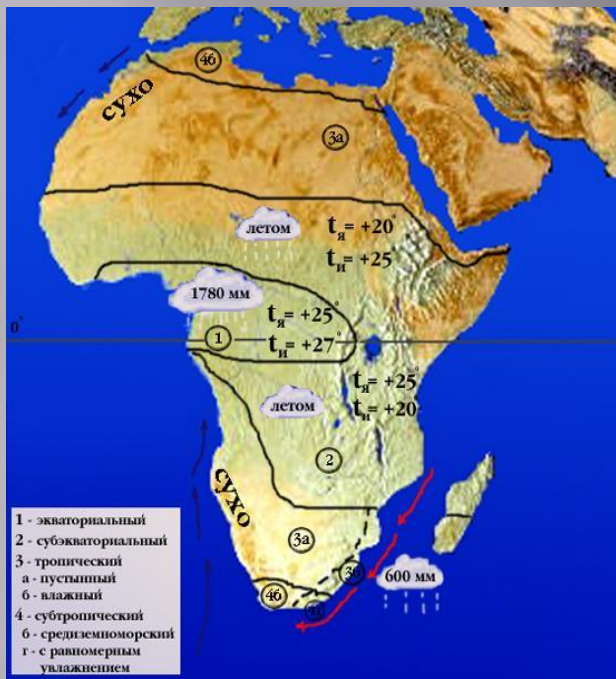 4б
сухо
3а
летом
tя= +20°
tи= +25°
1780 мм
tя= +25°
0°
1
tи= +27°
tя= +25°
tи= +20°
летом
2
сухо
3а
3б
600 мм
4б
1 - экваториальный
2 - субэкваториальный
3 - тропический
а - пустынный
б - влажный
4 - субтропический
б - средиземноморский
г - с равномерным
увлажнением